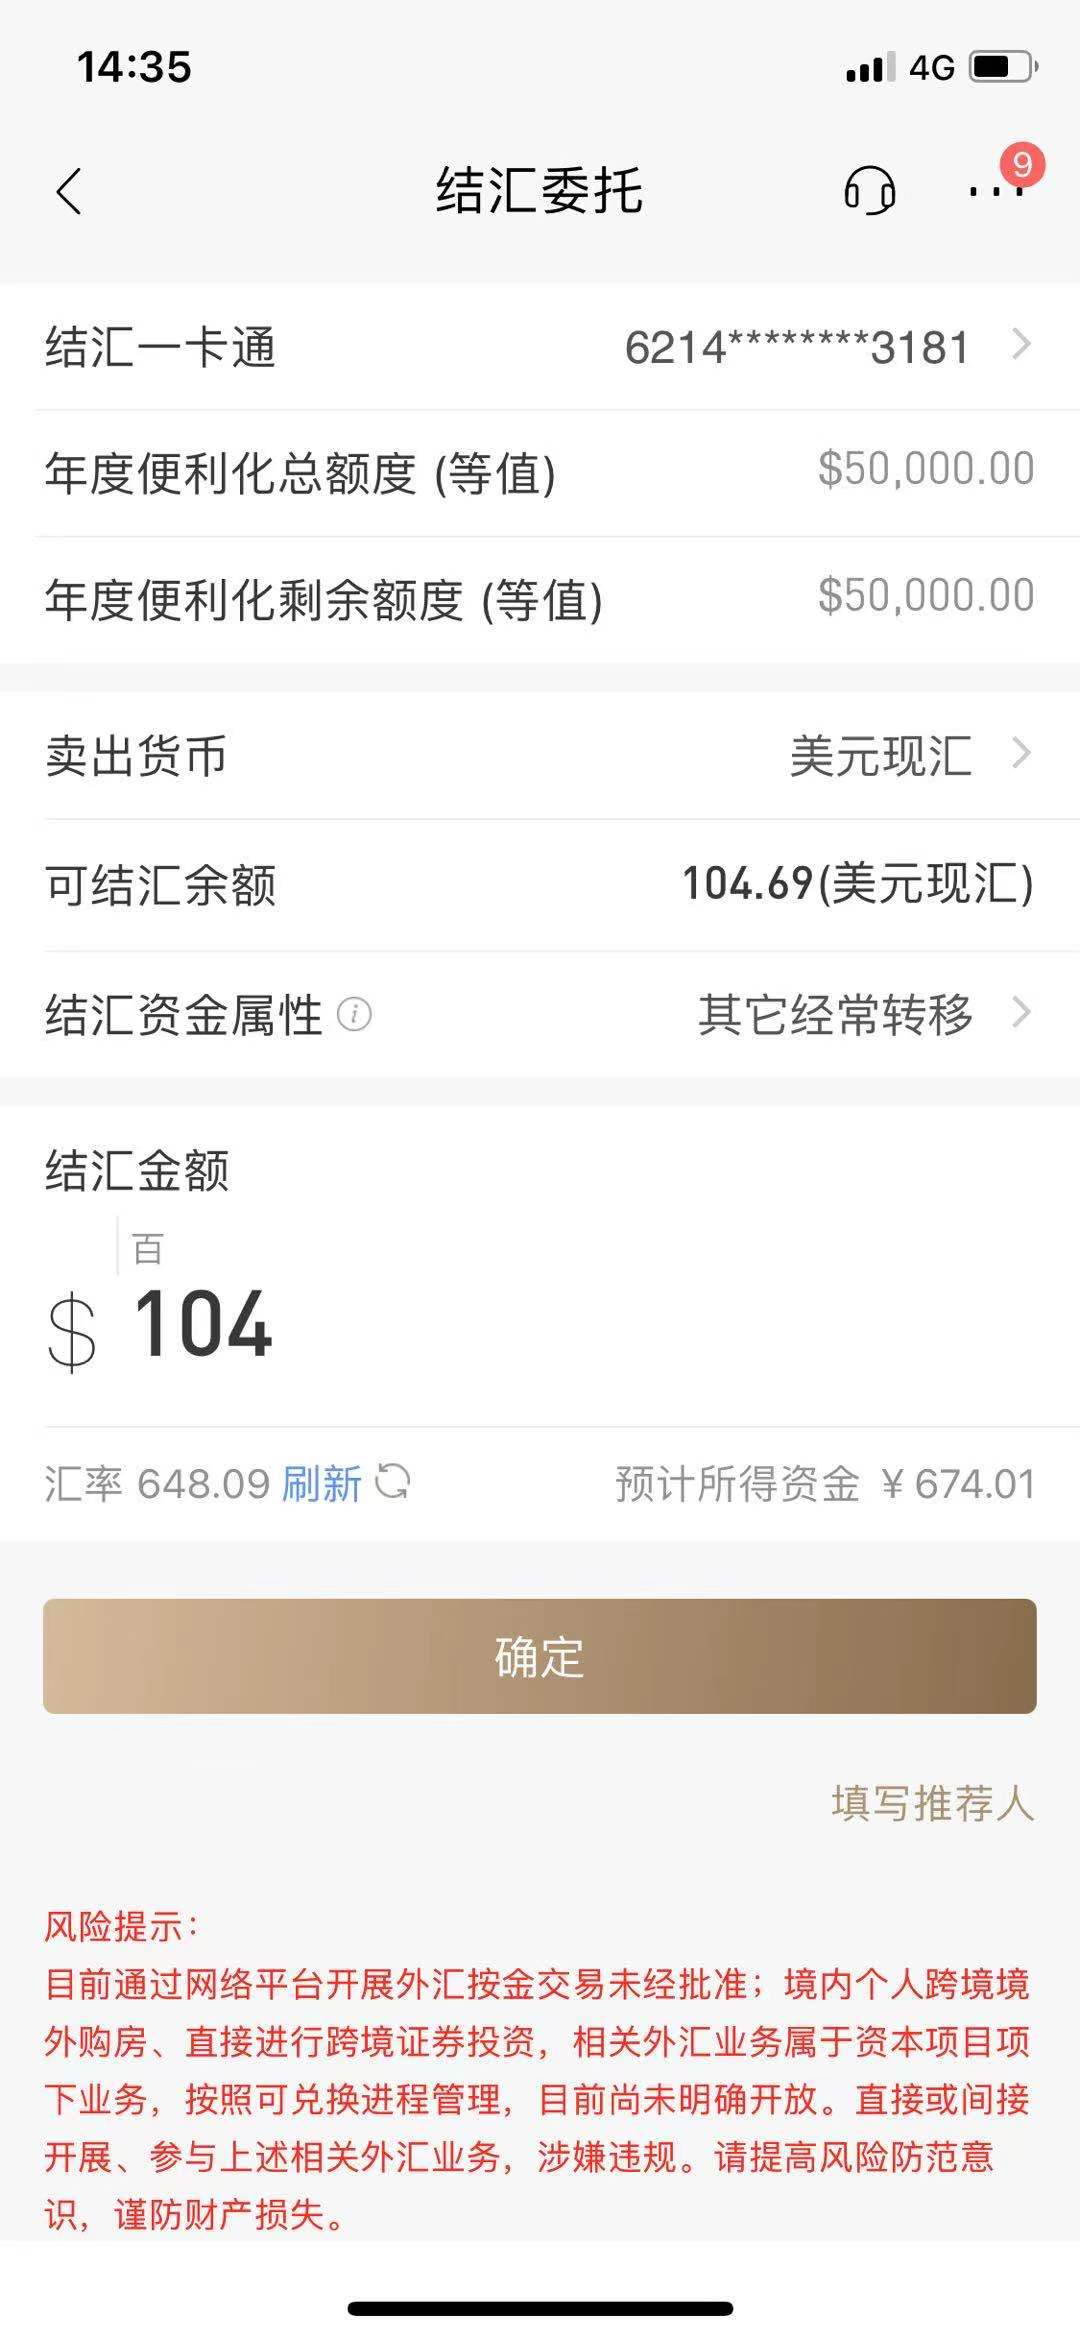 14:35
4G
结汇委托
9
结汇一卡通 6214********3181
年度便利化总额度 (等值) $50,000.00
年度便利化剩余额度 (等值) $50,000.00
卖出货币 美元现汇
可结汇余额 104.69(美元现汇)
结汇资金属性 其它经常转移
结汇金额
百
$ 104
汇率 648.09 刷新 预计所得资金 ¥ 674.01
确定
填写推荐人
风险提示：
目前通过网络平台开展外汇按金交易未经批准；境内个人跨境境
外购房、直接进行跨境证券投资，相关外汇业务属于资本项目项
下业务，按照可兑换进程管理，目前尚未明确开放。直接或间接
开展、参与上述相关外汇业务，涉嫌违规。请提高风险防范意
识，谨防财产损失。